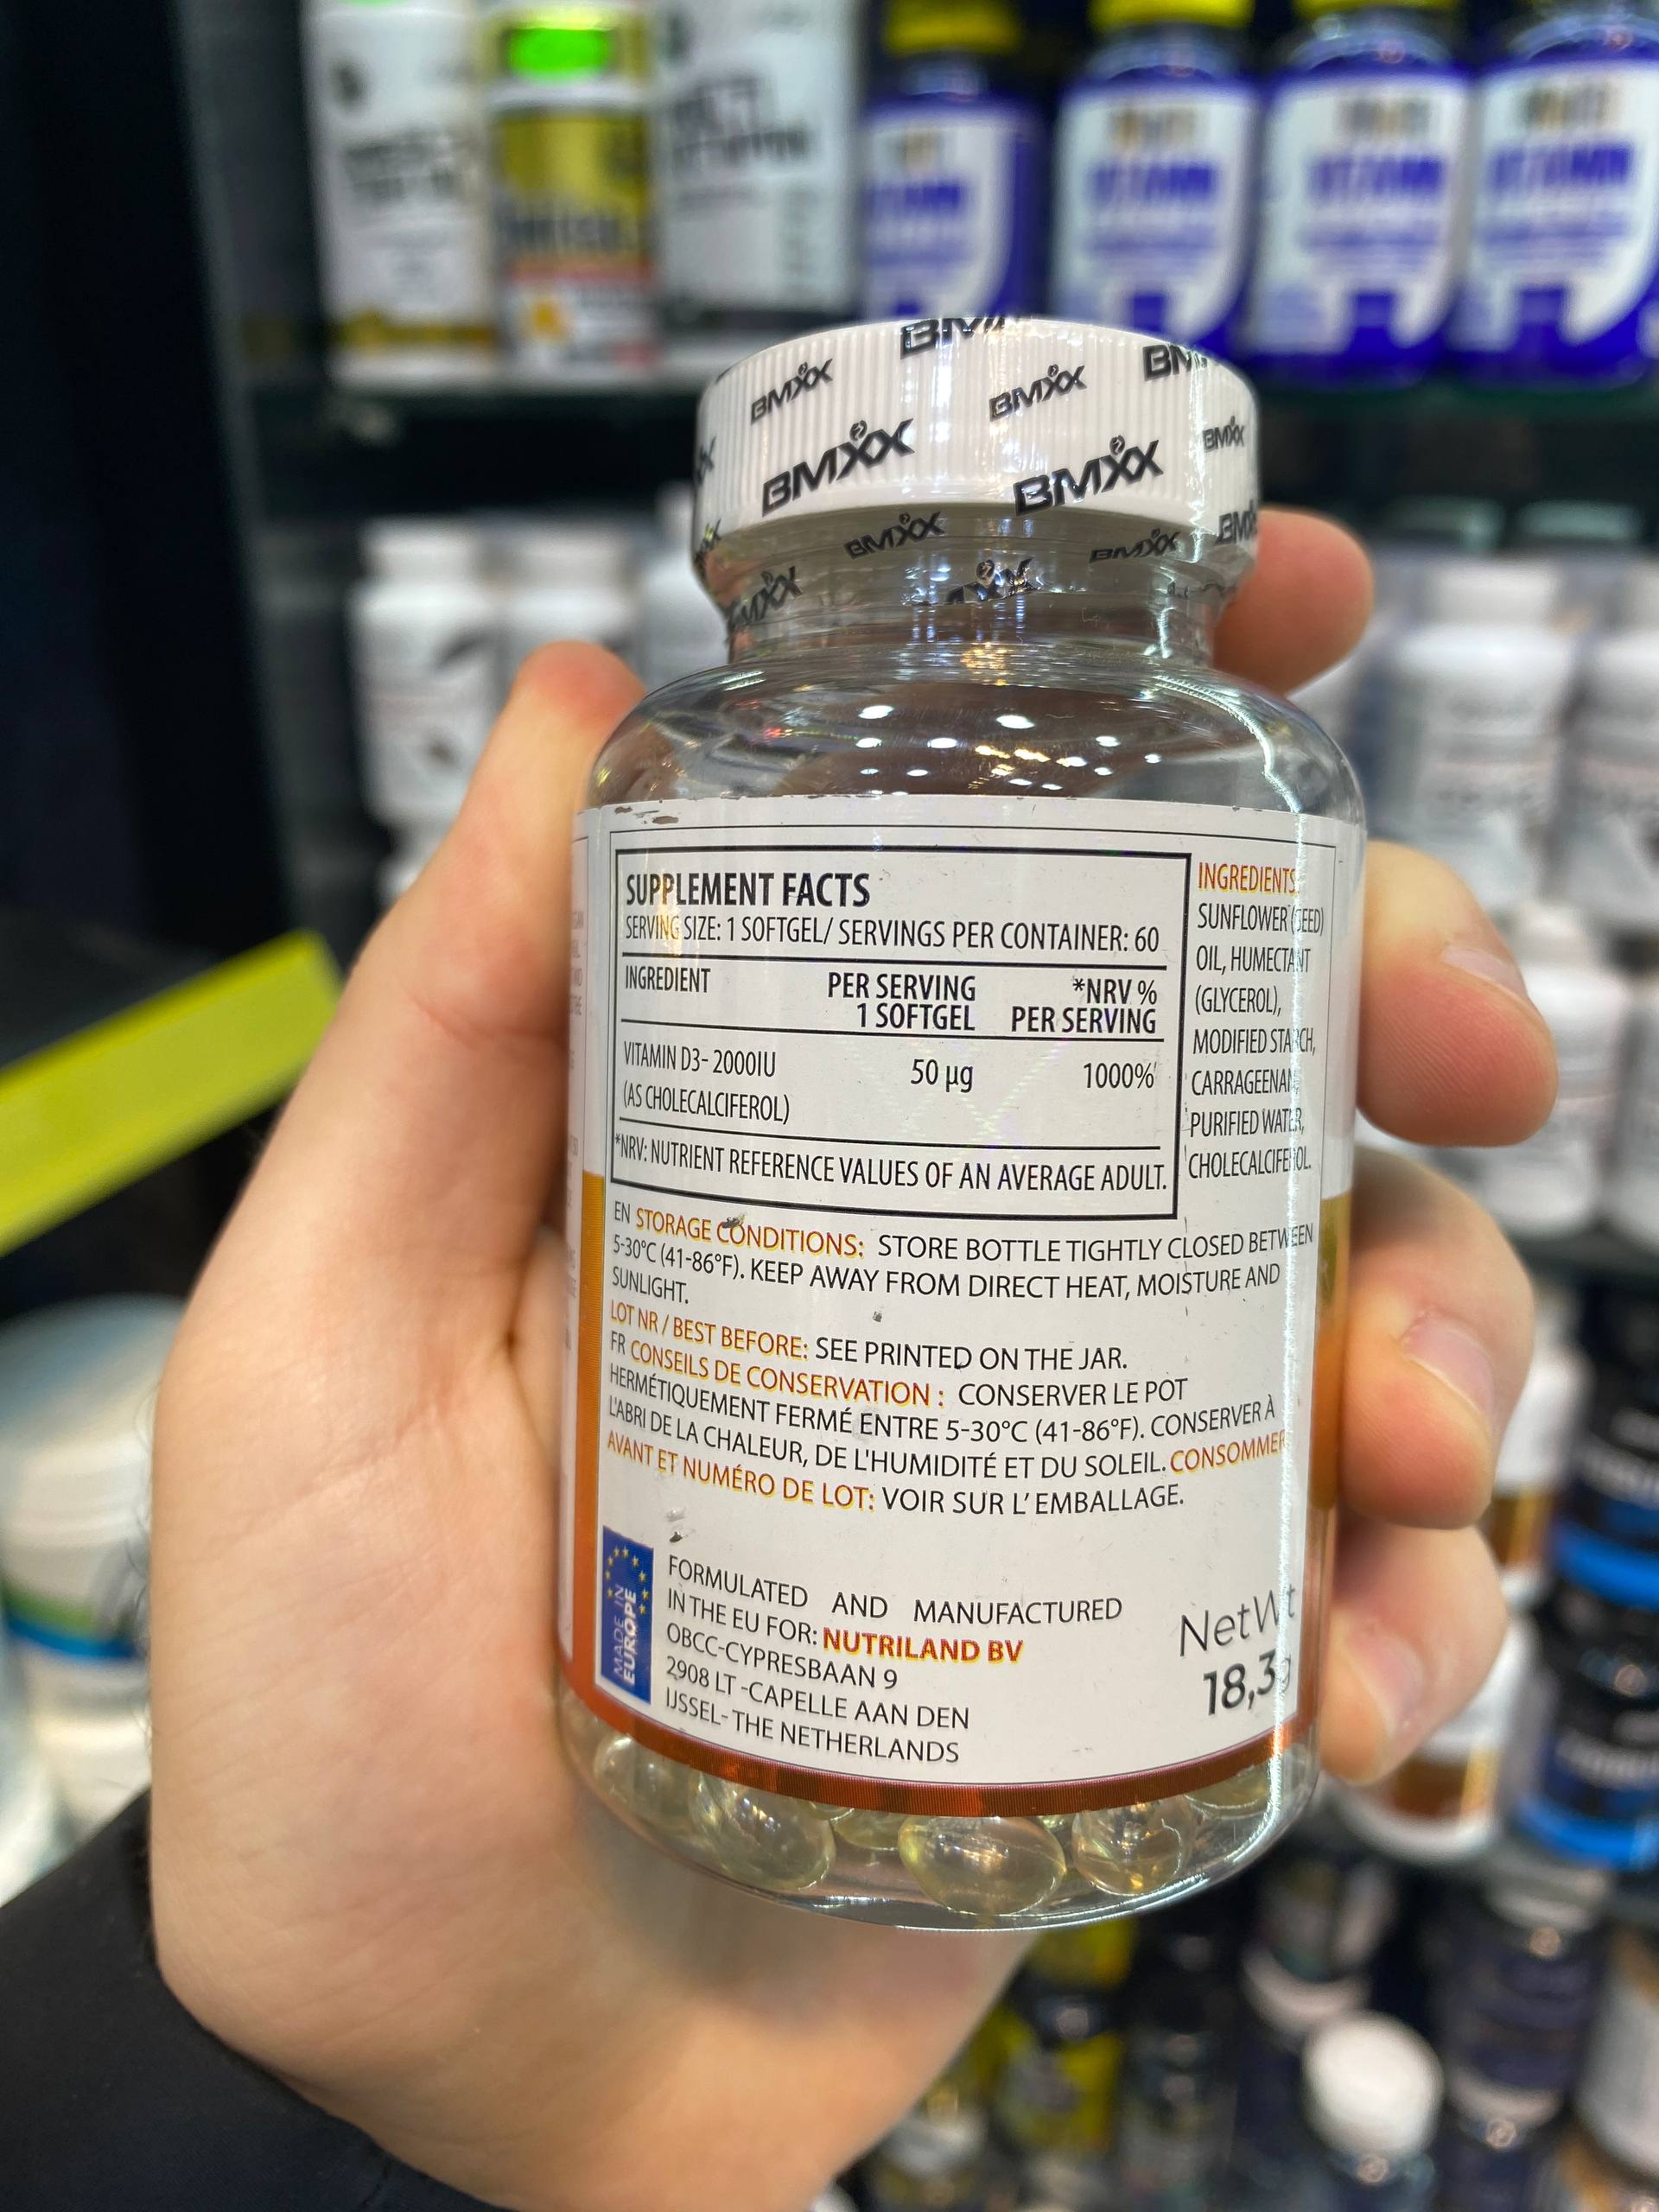 BMXX
BMXX
BMXX
BMXX
BMXX
BMXX
BMXX
BMXX
SUPPLEMENT FACTS
SERVING SIZE: 1 SOFTGEL/ SERVINGS PER CONTAINER: 60
INGREDIENT PER SERVING *NRV %
1 SOFTGEL PER SERVING
VITAMIN D3- 2000IU 50 µg 1000%
(AS CHOLECALCIFEROL)
*NRV: NUTRIENT REFERENCE VALUES OF AN AVERAGE ADULT.
INGREDIENTS:
SUNFLOWER (SEED)
OIL, HUMECTANT
(GLYCEROL),
MODIFIED STARCH,
CARRAGEENAN,
PURIFIED WATER,
CHOLECALCIFEROL.
EN STORAGE CONDITIONS: STORE BOTTLE TIGHTLY CLOSED BETWEEN
5-30°C (41-86°F). KEEP AWAY FROM DIRECT HEAT, MOISTURE AND
SUNLIGHT.
LOT NR / BEST BEFORE: SEE PRINTED ON THE JAR.
FR CONSEILS DE CONSERVATION : CONSERVER LE POT
HERMÉTIQUEMENT FERMÉ ENTRE 5-30°C (41-86°F). CONSERVER À
L'ABRI DE LA CHALEUR, DE L'HUMIDITÉ ET DU SOLEIL. CONSOMMER
AVANT ET NUMÉRO DE LOT: VOIR SUR L' EMBALLAGE.
MADE IN
EUROPE
FORMULATED AND MANUFACTURED
IN THE EU FOR: NUTRILAND BV
OBCC-CYPRESBAAN 9
2908 LT -CAPELLE AAN DEN
IJSSEL- THE NETHERLANDS
NetWt
18,3g